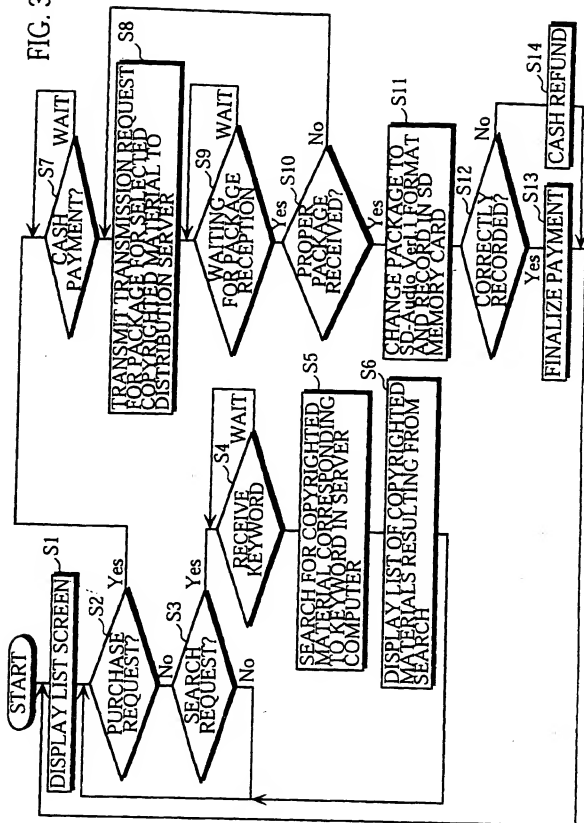 FIG. 3
START
DISPLAY LIST SCREEN
S1
PURCHASE
REQUEST?
S2
Yes
No
SEARCH
REQUEST?
S3
Yes
No
RECEIVE
KEYWORD
S4
WAIT
SEARCH FOR COPYRIGHTED
MATERIAL CORRESPONDING
TO KEYWORD IN SERVER
COMPUTER
S5
DISPLAY LIST OF COPYRIGHTED
MATERIALS RESULTING FROM
SEARCH
S6
CASH
PAYMENT?
S7
WAIT
TRANSMIT TRANSMISSION REQUEST
FOR PACKAGE FOR SELECTED
COPYRIGHTED MATERIAL TO
DISTRIBUTION SERVER
S8
WAITING
FOR PACKAGE
RECEPTION
S9
WAIT
Yes
PROPER
PACKAGE
RECEIVED?
S10
No
Yes
CHANGE PACKAGE TO
SD-Audio Ver1.1 FORMAT
AND RECORD IN SD
MEMORY CARD
S11
CORRECTLY
RECORDED?
S12
No
Yes
FINALIZE PAYMENT
S13
CASH REFUND
S14